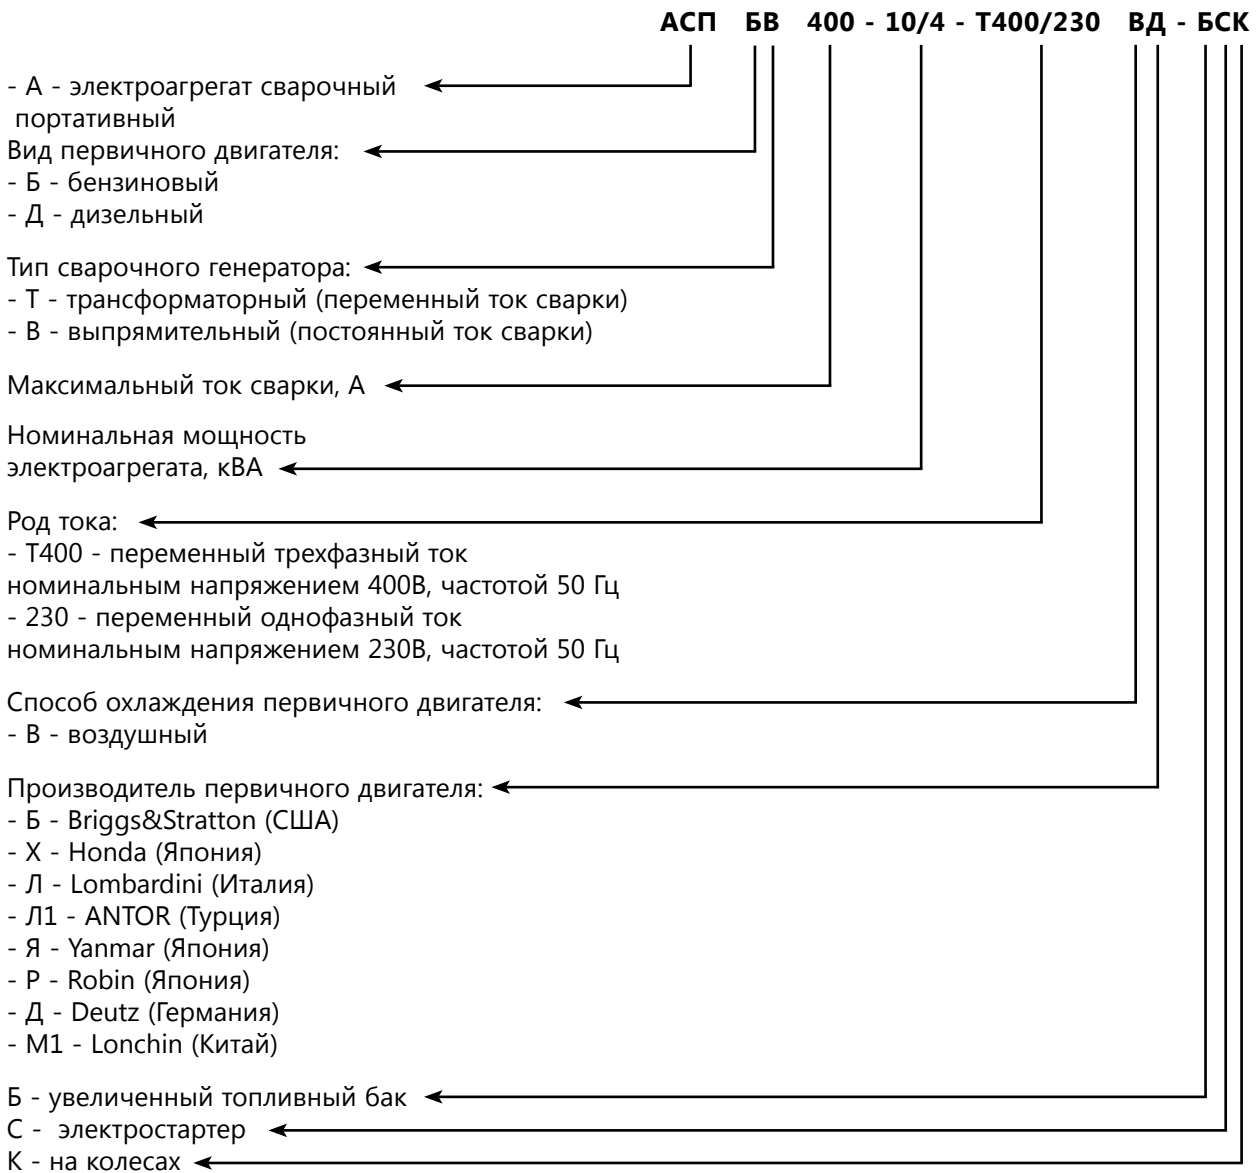 АСП БВ 400 - 10/4 - Т400/230 ВД - БСК
- А - электроагрегат сварочный
портативный
Вид первичного двигателя:
- Б - бензиновый
- Д - дизельный
Тип сварочного генератора:
- Т - трансформаторный (переменный ток сварки)
- В - выпрямительный (постоянный ток сварки)
Максимальный ток сварки, А
Номинальная мощность
электроагрегата, кВА
Род тока:
- Т400 - переменный трехфазный ток
номинальным напряжением 400В, частотой 50 Гц
- 230 - переменный однофазный ток
номинальным напряжением 230В, частотой 50 Гц
Способ охлаждения первичного двигателя:
- В - воздушный
Производитель первичного двигателя:
- Б - Briggs&Stratton (США)
- Х - Honda (Япония)
- Л - Lombardini (Италия)
- Л1 - ANTOR (Турция)
- Я - Yanmar (Япония)
- Р - Robin (Япония)
- Д - Deutz (Германия)
- М1 - Lonchin (Китай)
Б - увеличенный топливный бак
С - электростартер
К - на колесах